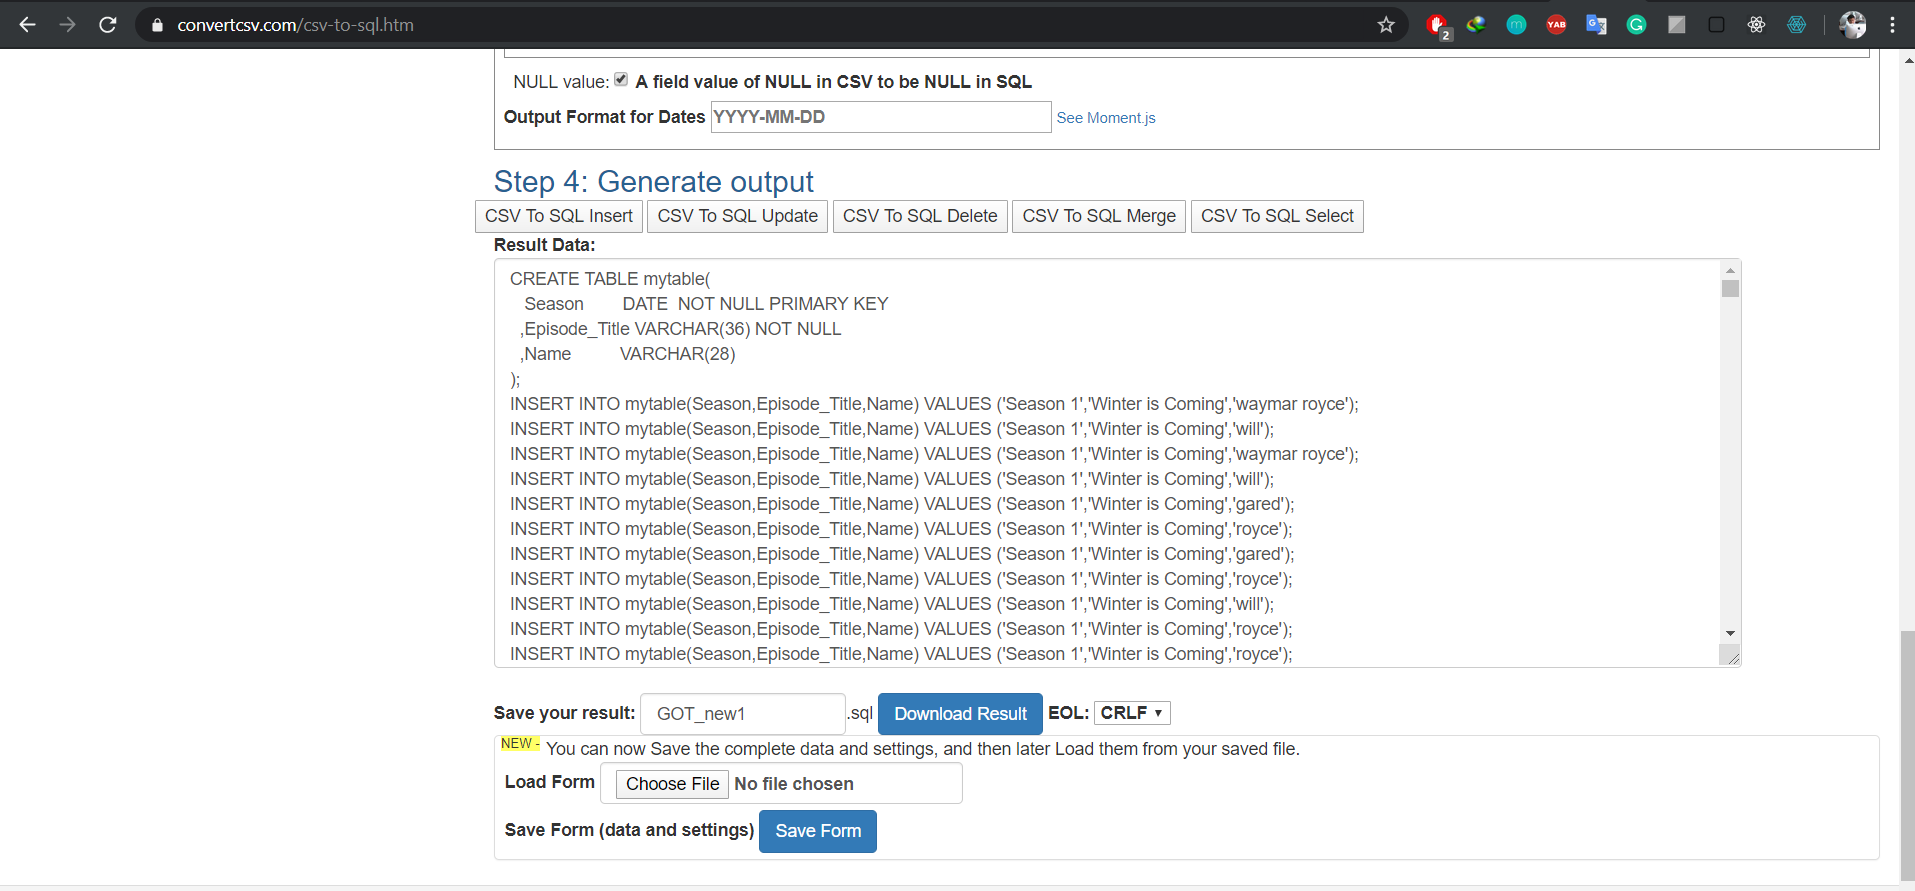 convertcsv.com/csv-to-sql.htm
2
m
YAB
G
NULL value: A field value of NULL in CSV to be NULL in SQL
Output Format for Dates YYYY-MM-DD See Moment.js
Step 4: Generate output
CSV To SQL Insert CSV To SQL Update CSV To SQL Delete CSV To SQL Merge CSV To SQL Select
Result Data:
CREATE TABLE mytable(
Season DATE NOT NULL PRIMARY KEY
,Episode_Title VARCHAR(36) NOT NULL
,Name VARCHAR(28)
);
INSERT INTO mytable(Season,Episode_Title,Name) VALUES ('Season 1','Winter is Coming','waymar royce');
INSERT INTO mytable(Season,Episode_Title,Name) VALUES ('Season 1','Winter is Coming','will');
INSERT INTO mytable(Season,Episode_Title,Name) VALUES ('Season 1','Winter is Coming','waymar royce');
INSERT INTO mytable(Season,Episode_Title,Name) VALUES ('Season 1','Winter is Coming','will');
INSERT INTO mytable(Season,Episode_Title,Name) VALUES ('Season 1','Winter is Coming','gared');
INSERT INTO mytable(Season,Episode_Title,Name) VALUES ('Season 1','Winter is Coming','royce');
INSERT INTO mytable(Season,Episode_Title,Name) VALUES ('Season 1','Winter is Coming','gared');
INSERT INTO mytable(Season,Episode_Title,Name) VALUES ('Season 1','Winter is Coming','royce');
INSERT INTO mytable(Season,Episode_Title,Name) VALUES ('Season 1','Winter is Coming','will');
INSERT INTO mytable(Season,Episode_Title,Name) VALUES ('Season 1','Winter is Coming','royce');
INSERT INTO mytable(Season,Episode_Title,Name) VALUES ('Season 1','Winter is Coming','royce');
Save your result: GOT_new1 .sql Download Result EOL: CRLF
NEW - You can now Save the complete data and settings, and then later Load them from your saved file.
Load Form Choose File No file chosen
Save Form (data and settings) Save Form